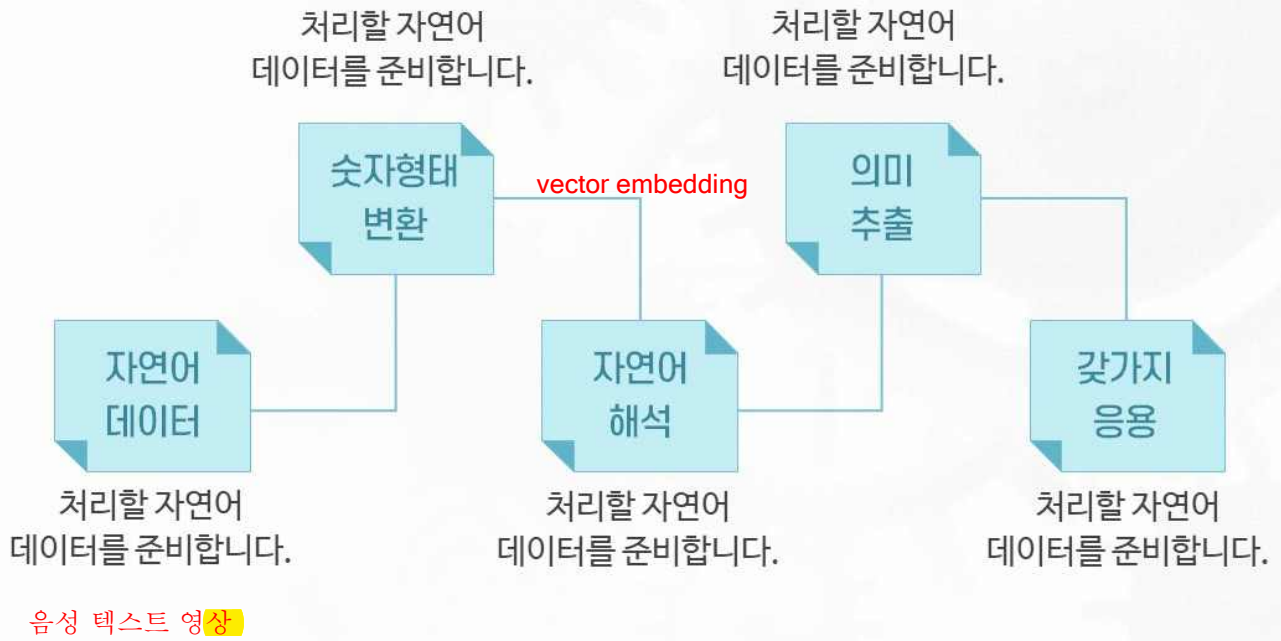 처리할 자연어
데이터를 준비합니다.
처리할 자연어
데이터를 준비합니다.
숫자형태
변환
vector embedding
의미
추출
자연어
데이터
자연어
해석
갖가지
응용
처리할 자연어
데이터를 준비합니다.
처리할 자연어
데이터를 준비합니다.
처리할 자연어
데이터를 준비합니다.
음성 텍스트 영상